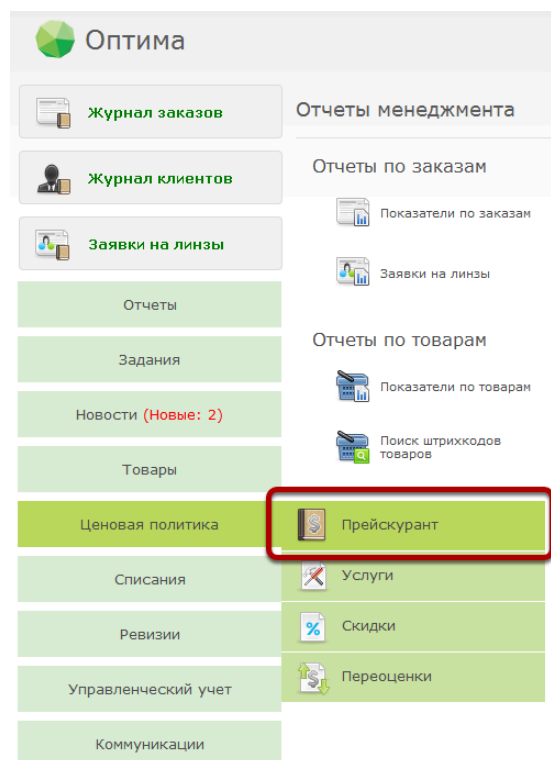 Оптима
Журнал заказов
Журнал клиентов
Заявки на линзы
Отчеты
Задания
Новости (Новые: 2)
Товары
Ценовая политика
Списания
Ревизии
Управленческий учет
Коммуникации
Отчеты менеджмента
Отчеты по заказам
Показатели по заказам
Заявки на линзы
Отчеты по товарам
Показатели по товарам
Поиск штрихкодов
товаров
Прейскурант
Услуги
Скидки
Переоценки